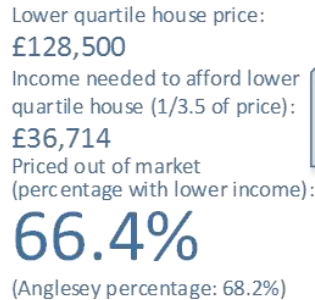 Lower quartile house price:
£128,500
Income needed to afford lower
quartile house (1/3.5 of price):
£36,714
Priced out of market
(percentage with lower income):
66.4%
(Anglesey percentage: 68.2%)